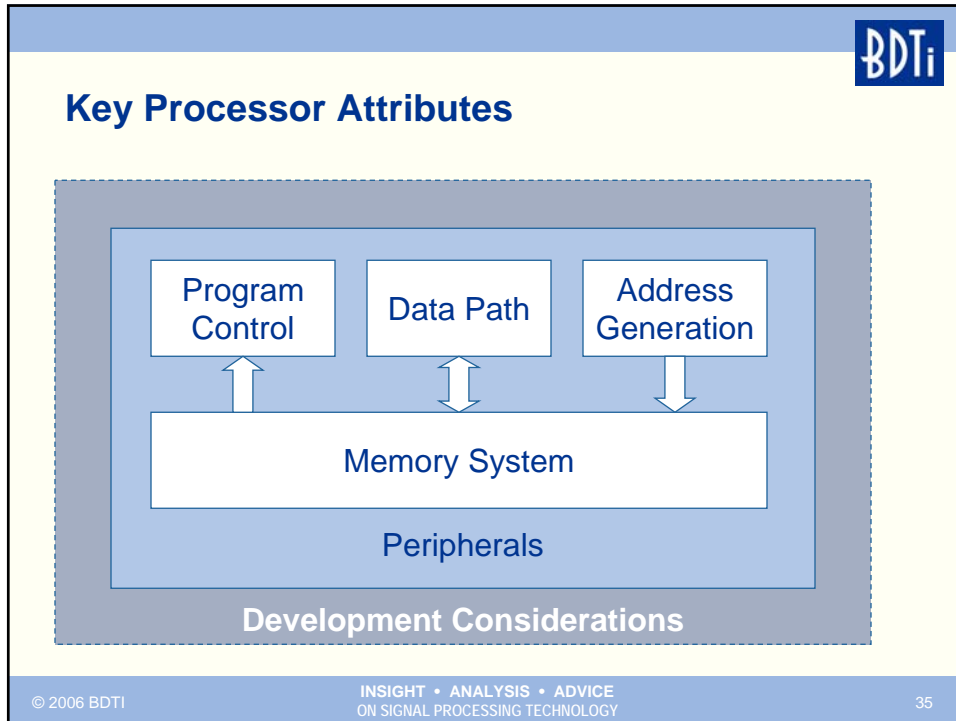 BDTi
Key Processor Attributes
Program
Control
Data Path
Address
Generation
Memory System
Peripherals
Development Considerations
© 2006 BDTI
INSIGHT • ANALYSIS • ADVICE
ON SIGNAL PROCESSING TECHNOLOGY
35